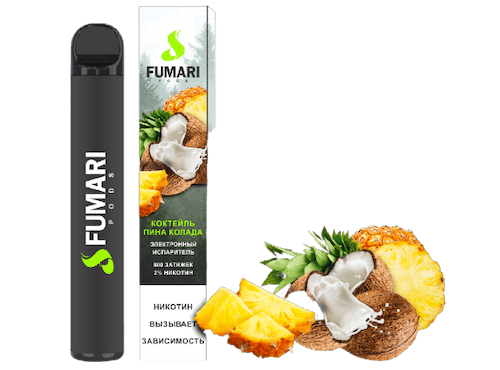 FUMARI
PODS
FUMARI
PODS
КОКТЕЙЛЬ
ПИНА КОЛАДА
ЭЛЕКТРОННЫЙ
ИСПАРИТЕЛЬ
800 ЗАТЯЖЕК
2% НИКОТИН
НИКОТИН
ВЫЗЫВАЕТ
ЗАВИСИМОСТЬ